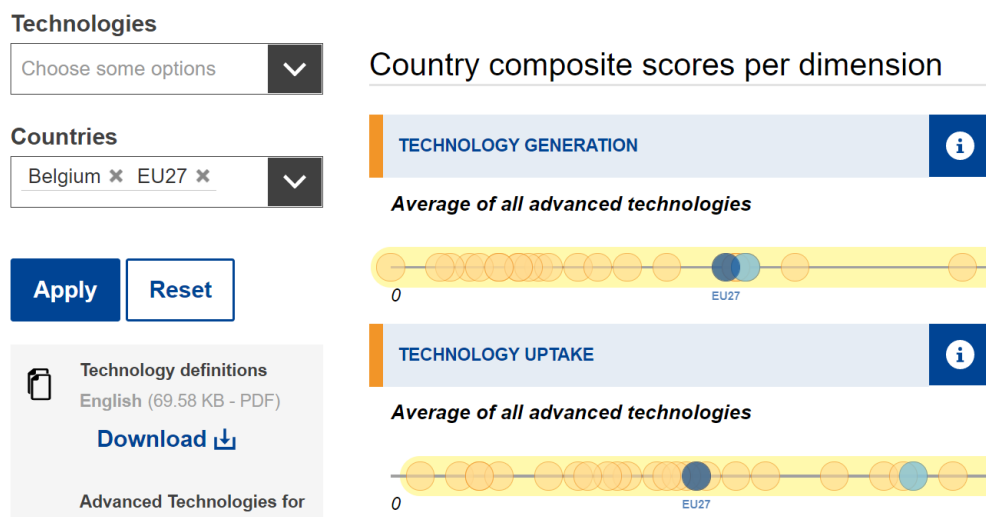 Technologies
Choose some options
Countries
Belgium ✖ EU27 ✖
Apply Reset
Technology definitions
English (69.58 KB - PDF)
Download
Advanced Technologies for
Country composite scores per dimension
TECHNOLOGY GENERATION
i
Average of all advanced technologies
0
EU27
TECHNOLOGY UPTAKE
i
Average of all advanced technologies
0
EU27